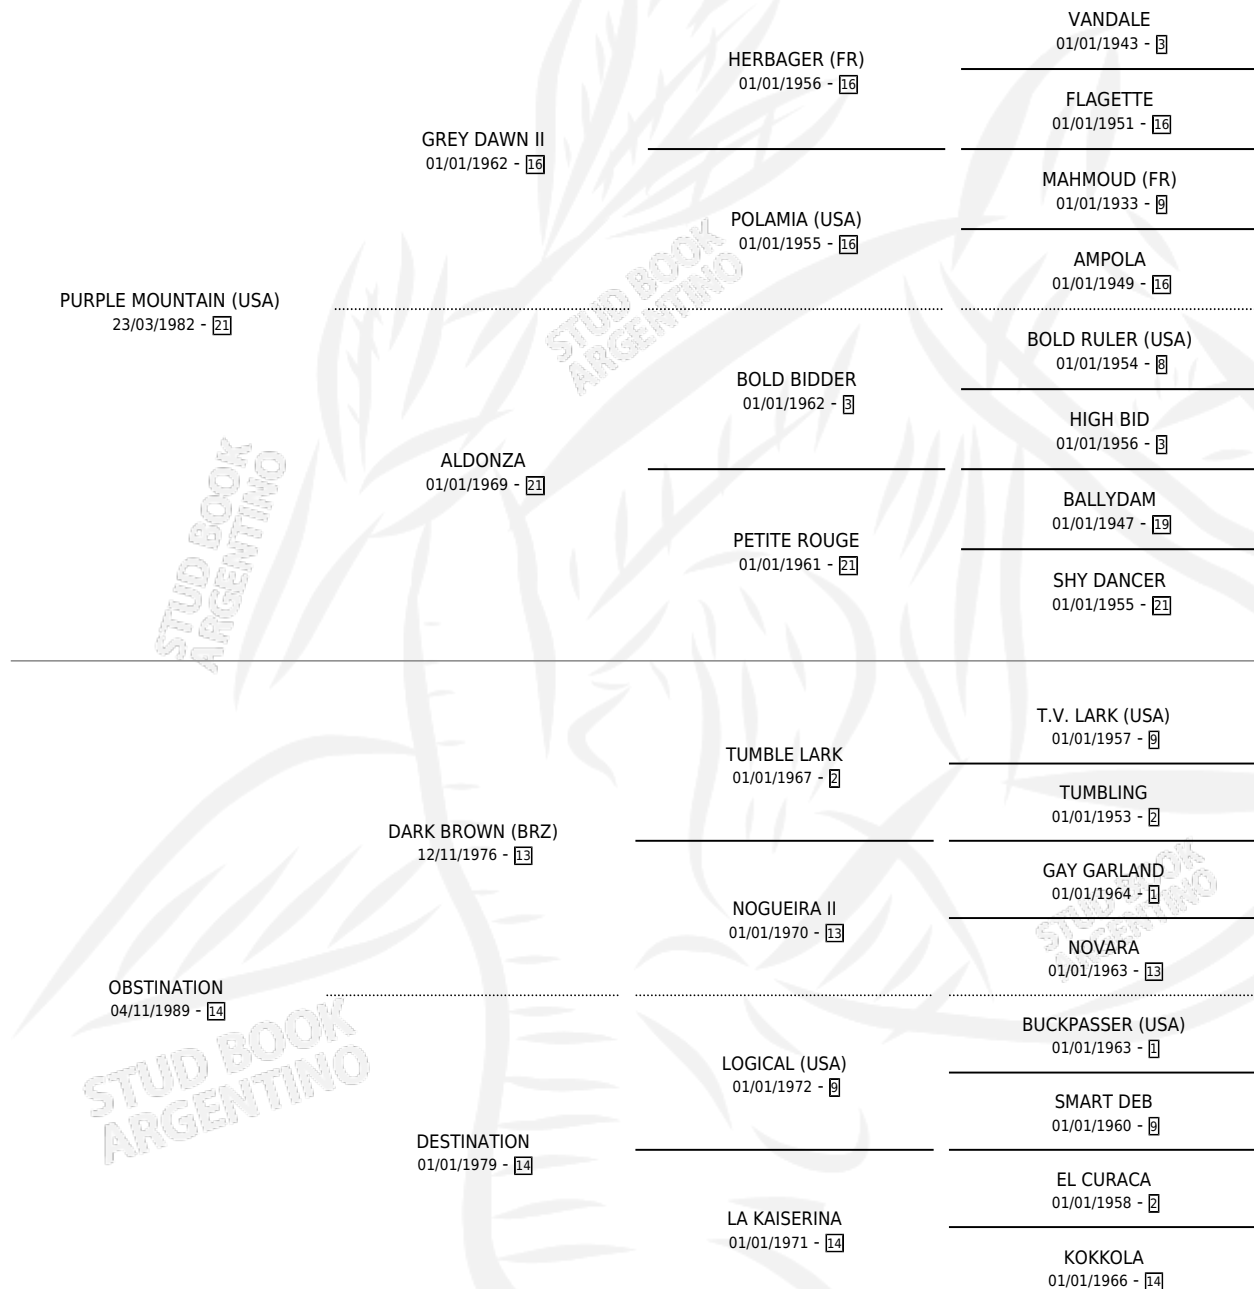 VANDALE
01/01/1943 - 3
HERBAGER (FR)
01/01/1956 - 16
FLAGETTE
01/01/1951 - 16
GREY DAWN II
01/01/1962 - 16
MAHMOUD (FR)
01/01/1933 - 9
POLAMIA (USA)
01/01/1955 - 16
AMPOLA
01/01/1949 - 16
PURPLE MOUNTAIN (USA)
23/03/1982 - 21
STUD BOOK
ARGENTINO
BOLD RULER (USA)
01/01/1954 - 8
BOLD BIDDER
01/01/1962 - 3
HIGH BID
01/01/1956 - 3
ALDONZA
01/01/1969 - 21
BALLYDAM
01/01/1947 - 19
PETITE ROUGE
01/01/1961 - 21
SHY DANCER
01/01/1955 - 21
STUD BOOK
ARGENTINO
T.V. LARK (USA)
01/01/1957 - 9
TUMBLE LARK
01/01/1967 - 2
TUMBLING
01/01/1953 - 2
DARK BROWN (BRZ)
12/11/1976 - 13
GAY GARLAND
01/01/1964 - 1
NOGUEIRA II
01/01/1970 - 13
NOVARA
01/01/1963 - 13
STUD BOOK
ARGENTINO
OBSTINATION
04/11/1989 - 14
BUCKPASSER (USA)
01/01/1963 - 1
LOGICAL (USA)
01/01/1972 - 9
SMART DEB
01/01/1960 - 9
STUD BOOK
ARGENTINO
DESTINATION
01/01/1979 - 14
EL CURACA
01/01/1958 - 2
LA KAISERINA
01/01/1971 - 14
KOKKOLA
01/01/1966 - 14